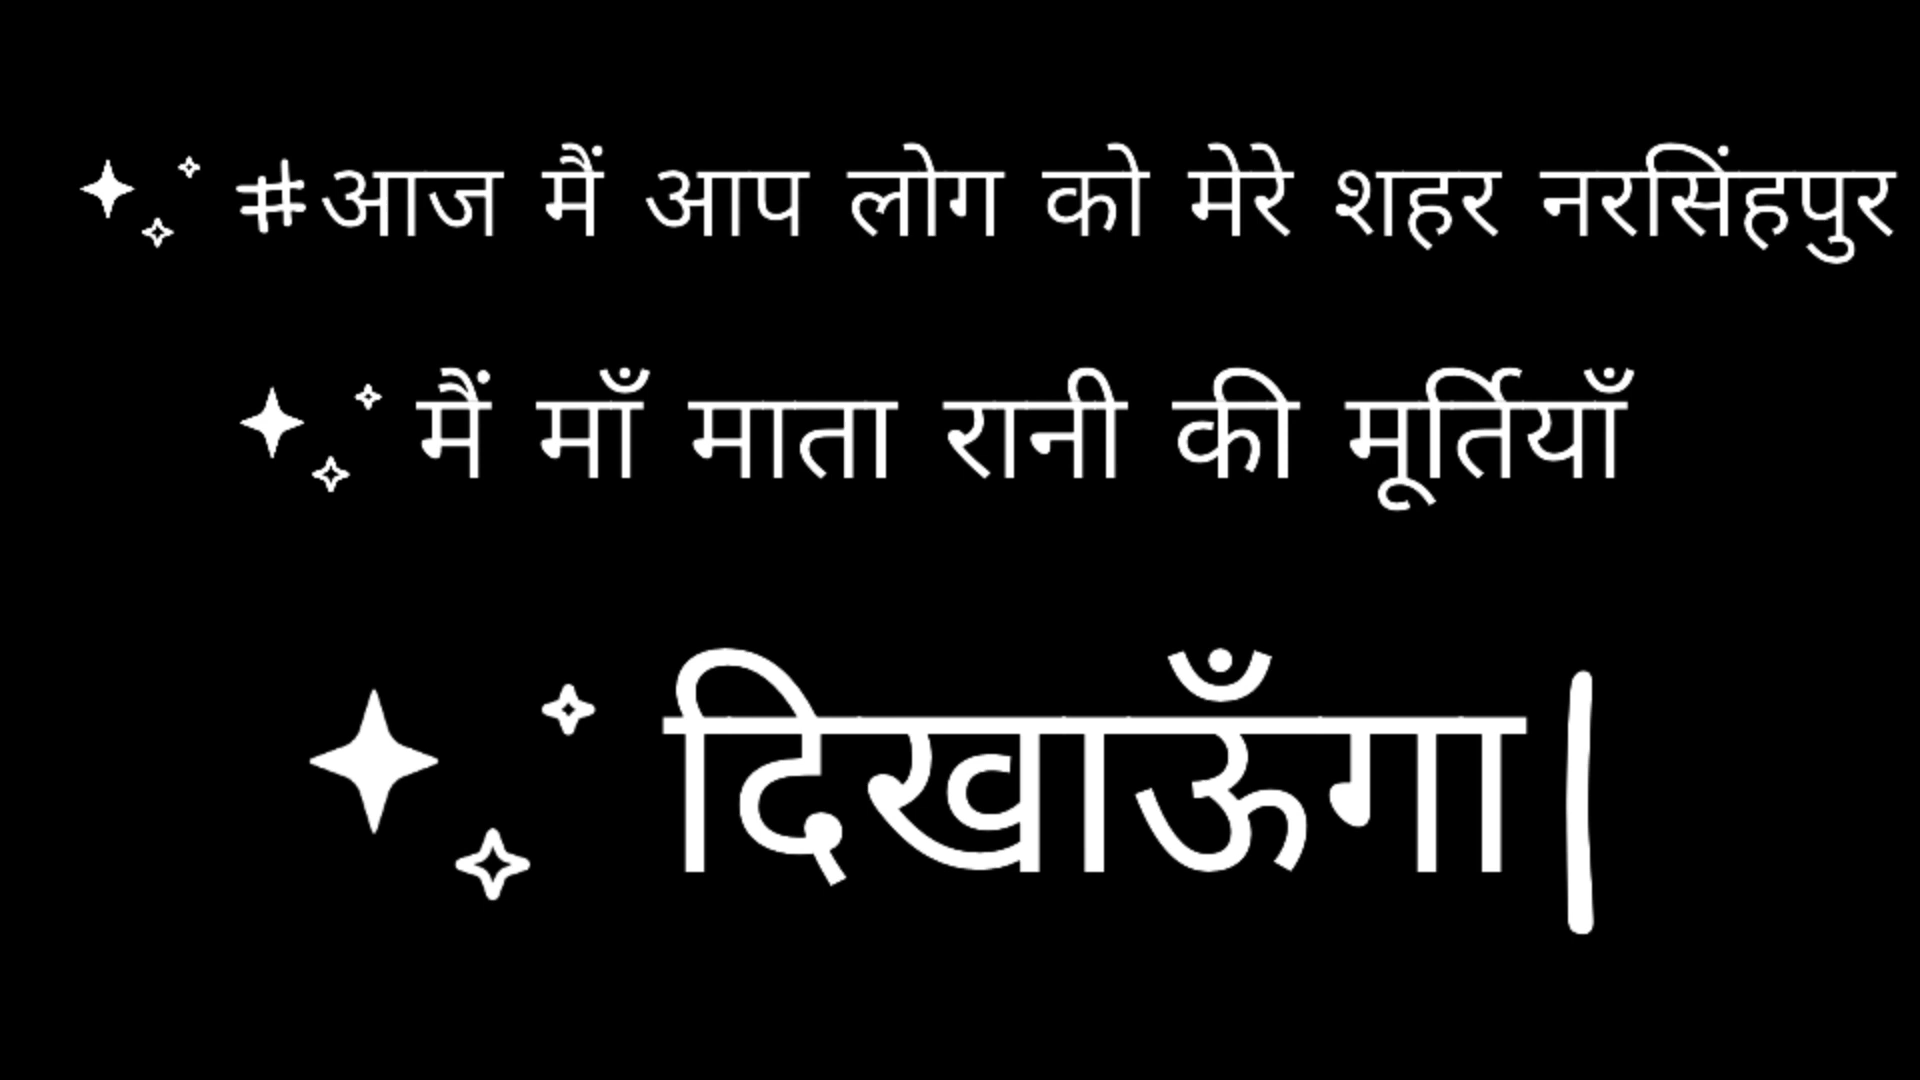 ✨ #आज मैं आप लोग को मेरे शहर नरसिंहपुर
✨ मैं माँ माता रानी की मूर्तियाँ
✨ दिखाऊँगा|